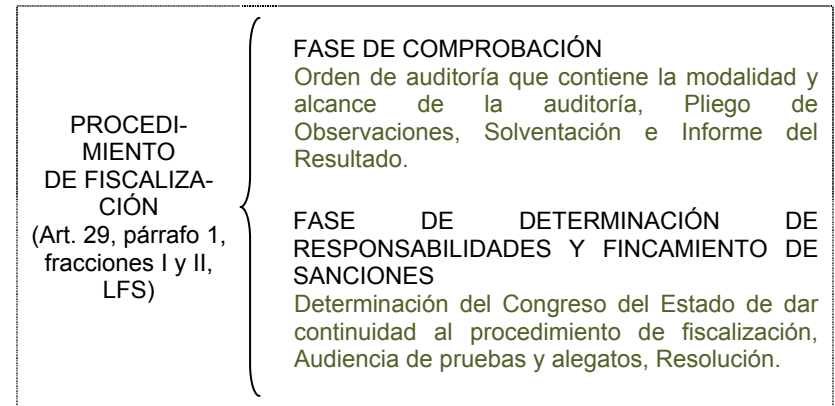 PROCEDI-
MIENTO
DE FISCALIZA-
CIÓN
(Art. 29, párrafo 1,
fracciones I y II,
LFS)
FASE DE COMPROBACIÓN
Orden de auditoría que contiene la modalidad y
alcance de la auditoría, Pliego de
Observaciones, Solventación e Informe del
Resultado.
FASE DE DETERMINACIÓN DE
RESPONSABILIDADES Y FINCAMIENTO DE
SANCIONES
Determinación del Congreso del Estado de dar
continuidad al procedimiento de fiscalización,
Audiencia de pruebas y alegatos, Resolución.